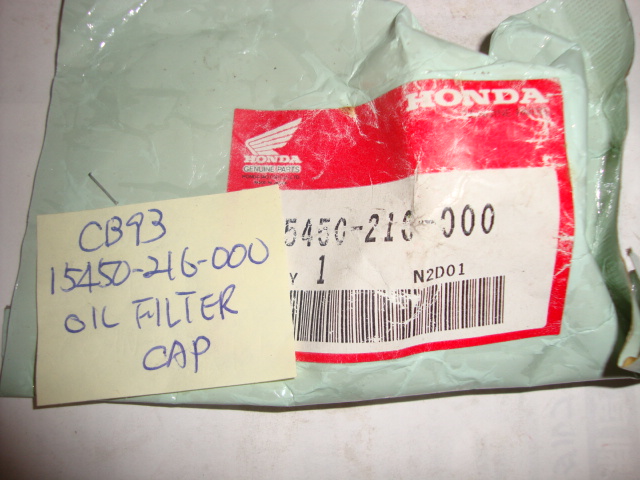 HONDA
HONDA
GENUINE PARTS
5450-216-000
Y 1 N2D01
CB93
15450-216-000
OIL FILTER
CAP